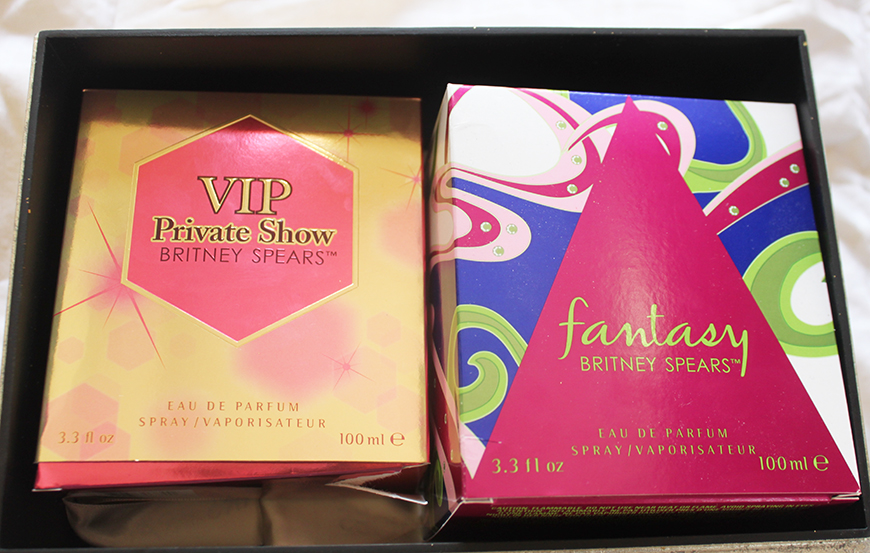 VIP
Private Show
BRITNEY SPEARS™
EAU DE PARFUM
SPRAY/VAPORISATEUR
3.3 fl oz 100 ml ℮
fantasy
BRITNEY SPEARS™
EAU DE PARFUM
SPRAY/VAPORISATEUR
3.3 fl oz 100 ml ℮